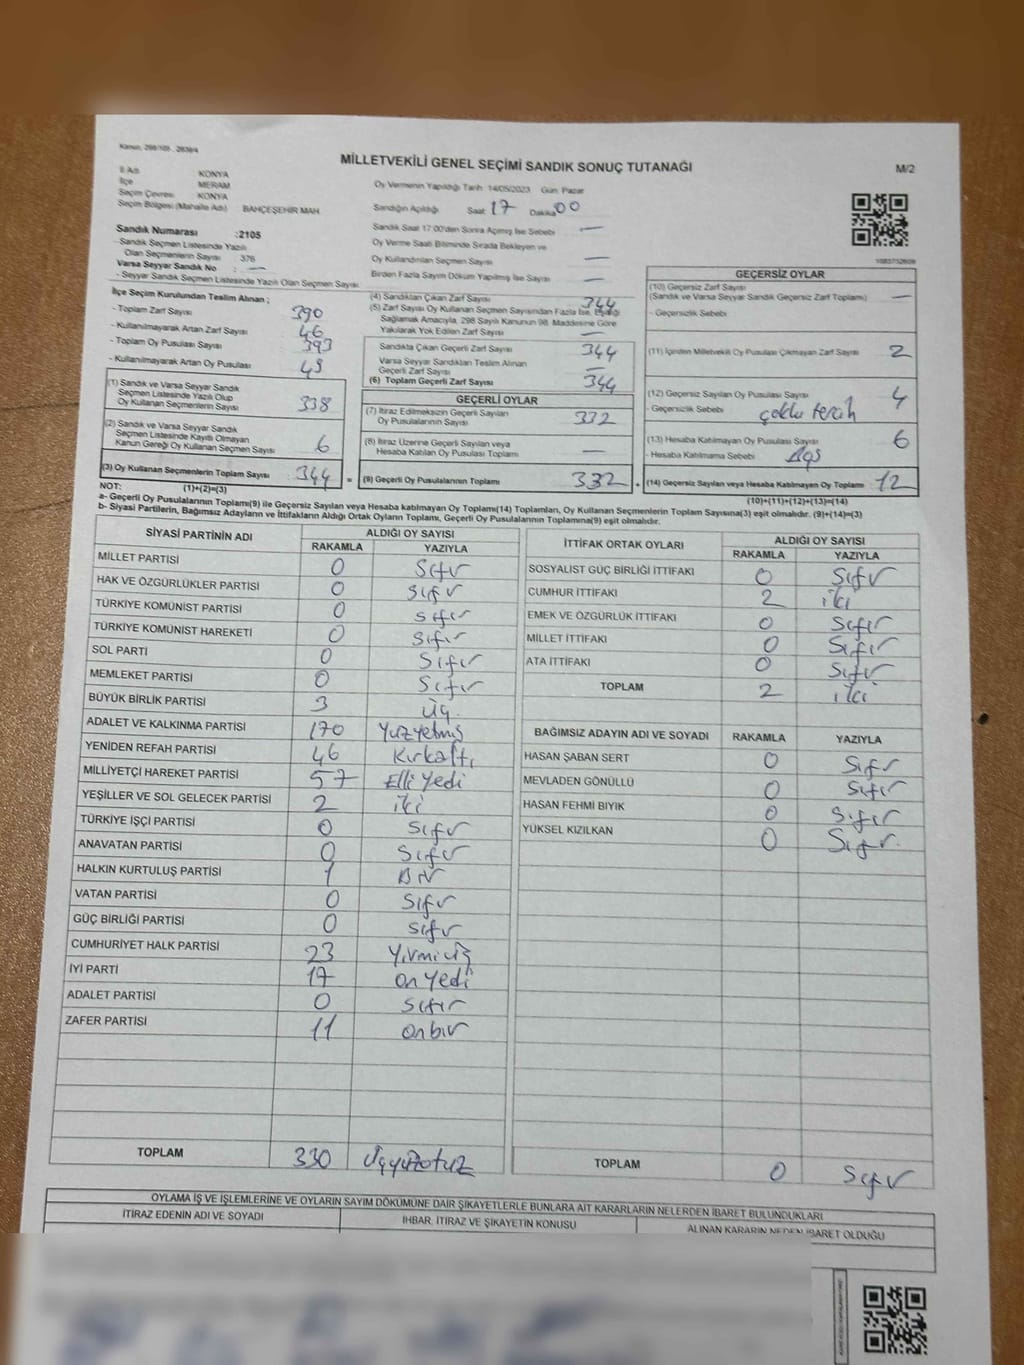 Kanun; 298/105 - 2839/4
MİLLETVEKİLİ GENEL SEÇİMİ SANDIK SONUÇ TUTANAĞI
M/2
İl Adı KONYA
İlçe MERAM
Seçim Çevresi KONYA
Seçim Bölgesi (Mahalle Adı) BAHÇEŞEHİR MAH.
Oy Vermenin Yapıldığı Tarih 14/05/2023 Gün: Pazar
Sandığın Açıldığı Saat: 17 Dakika 00
Sandık Saat 17:00'den Sonra Açılmış İse Sebebi —
Oy Verme Saati Bitiminde Sırada Bekleyen ve
Oy Kullandırılan Seçmen Sayısı —
Birden Fazla Sayım Döküm Yapılmış İse Sayısı —
Sandık Numarası :2105
- Sandık Seçmen Listesinde Yazılı
Olan Seçmenlerin Sayısı 376
Varsa Seyyar Sandık No : —
- Seyyar Sandık Seçmen Listesinde Yazılı Olan Seçmen Sayısı
İlçe Seçim Kurulundan Teslim Alınan ;
- Toplam Zarf Sayısı 390
- Kullanılmayarak Artan Zarf Sayısı 46
- Toplam Oy Pusulası Sayısı 393
- Kullanılmayarak Artan Oy Pusulası 49
(1) Sandık ve Varsa Seyyar Sandık
Seçmen Listesinde Yazılı Olup
Oy Kullanan Seçmenlerin Sayısı 338
(2) Sandık ve Varsa Seyyar Sandık
Seçmen Listesinde Kayıtlı Olmayan
Kanun Gereği Oy Kullanan Seçmen Sayısı 6
(3) Oy Kullanan Seçmenlerin Toplam Sayısı 344
(1)+(2)=(3)
(4) Sandıktan Çıkan Zarf Sayısı 344
(5) Zarf Sayısı Oy Kullanan Seçmen Sayısından Fazla İse, Eşitliği
Sağlamak Amacıyla, 298 Sayılı Kanunun 98. Maddesine Göre
Yakılarak Yok Edilen Zarf Sayısı —
Sandıkta Çıkan Geçerli Zarf Sayısı 344
Varsa Seyyar Sandıktan Teslim Alınan
Geçerli Zarf Sayısı —
(6) Toplam Geçerli Zarf Sayısı 344
GEÇERLİ OYLAR
(7) İtiraz Edilmeksizin Geçerli Sayılan
Oy Pusulalarının Sayısı 332
(8) İtiraz Üzerine Geçerli Sayılan veya
Hesaba Katılan Oy Pusulası Toplamı —
= (9) Geçerli Oy Pusulalarının Toplamı 332 +
1083752609
GEÇERSİZ OYLAR
(10) Geçersiz Zarf Sayısı
(Sandık ve Varsa Seyyar Sandık Geçersiz Zarf Toplamı) —
- Geçersizlik Sebebi
(11) İçinden Milletvekili Oy Pusulası Çıkmayan Zarf Sayısı 2
(12) Geçersiz Sayılan Oy Pusulası Sayısı 4
- Geçersizlik Sebebi çoklu tercih
(13) Hesaba Katılmayan Oy Pusulası Sayısı 6
- Hesaba Katılmama Sebebi
(14) Geçersiz Sayılan veya Hesaba Katılmayan Oy Toplamı 12
(10)+(11)+(12)+(13)=(14)
NOT:
a- Geçerli Oy Pusulalarının Toplamı(9) ile Geçersiz Sayılan veya Hesaba Katılmayan oy Toplamı(14) Toplamları, Oy Kullanan Seçmenlerin Toplam Sayısına(3) eşit olmalıdır. (9)+(14)=(3)
b- Siyasi Partilerin, Bağımsız Adayların ve İttifakların Aldığı Ortak Oyların Toplamı, Geçerli Oy Pusulalarının Toplamına(9) eşit olmalıdır.
SİYASİ PARTİNİN ADI ALDIĞI OY SAYISI
RAKAMLA YAZIYLA
MİLLET PARTİSİ 0 Sıfır
HAK VE ÖZGÜRLÜKLER PARTİSİ 0 Sıfır
TÜRKİYE KOMÜNİST PARTİSİ 0 Sıfır
TÜRKİYE KOMÜNİST HAREKETİ 0 Sıfır
SOL PARTİ 0 Sıfır
MEMLEKET PARTİSİ 0 Sıfır
BÜYÜK BİRLİK PARTİSİ 3 Üç
ADALET VE KALKINMA PARTİSİ 170 Yüzyetmiş
YENİDEN REFAH PARTİSİ 46 Kırkaltı
MİLLİYETÇİ HAREKET PARTİSİ 57 Elli yedi
YEŞİLLER VE SOL GELECEK PARTİSİ 2 iki
TÜRKİYE İŞÇİ PARTİSİ 0 Sıfır
ANAVATAN PARTİSİ 0 Sıfır
HALKIN KURTULUŞ PARTİSİ 1 Bir
VATAN PARTİSİ 0 Sıfır
GÜÇ BİRLİĞİ PARTİSİ 0 Sıfır
CUMHURİYET HALK PARTİSİ 23 Yirmi üç
İYİ PARTİ 17 on yedi
ADALET PARTİSİ 0 Sıfır
ZAFER PARTİSİ 11 onbir
TOPLAM 330 Üçyüzotuz
İTTİFAK ORTAK OYLARI ALDIĞI OY SAYISI
RAKAMLA YAZIYLA
SOSYALİST GÜÇ BİRLİĞİ İTTİFAKI 0 Sıfır
CUMHUR İTTİFAKI 2 iki
EMEK VE ÖZGÜRLÜK İTTİFAKI 0 Sıfır
MİLLET İTTİFAKI 0 Sıfır
ATA İTTİFAKI 0 Sıfır
TOPLAM 2 iki
BAĞIMSIZ ADAYIN ADI VE SOYADI RAKAMLA YAZIYLA
HASAN ŞABAN SERT 0 Sıfır
MEVLADEN GÖNÜLLÜ 0 Sıfır
HASAN FEHMİ BIYIK 0 Sıfır
YÜKSEL KIZILKAN 0 Sıfır.
TOPLAM 0 Sıfır
OYLAMA İŞ VE İŞLEMLERİNE VE OYLARIN SAYIM DÖKÜMÜNE DAİR ŞİKAYETLERLE BUNLARA AİT KARARLARIN NELERDEN İBARET BULUNDUKLARI
İTİRAZ EDENİN ADI VE SOYADI İHBAR, İTİRAZ VE ŞİKAYETİN KONUSU ALINAN KARARIN NEDEN İBARET OLDUĞU